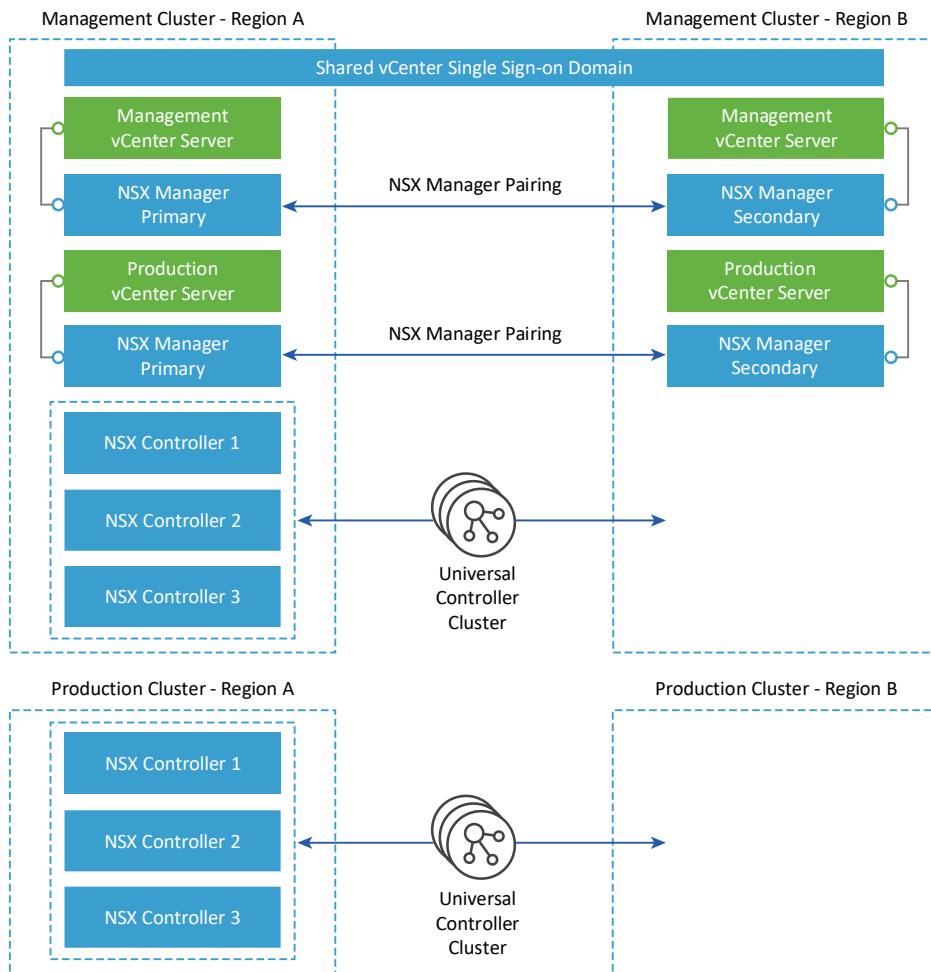 Management Cluster - Region A
Management Cluster - Region B
Shared vCenter Single Sign-on Domain
Management
vCenter Server
Management
vCenter Server
NSX Manager
Primary
NSX Manager Pairing
NSX Manager
Secondary
Production
vCenter Server
Production
vCenter Server
NSX Manager
Primary
NSX Manager Pairing
NSX Manager
Secondary
NSX Controller 1
NSX Controller 2
NSX Controller 3
Universal
Controller
Cluster
Production Cluster - Region A
Production Cluster - Region B
NSX Controller 1
NSX Controller 2
NSX Controller 3
Universal
Controller
Cluster